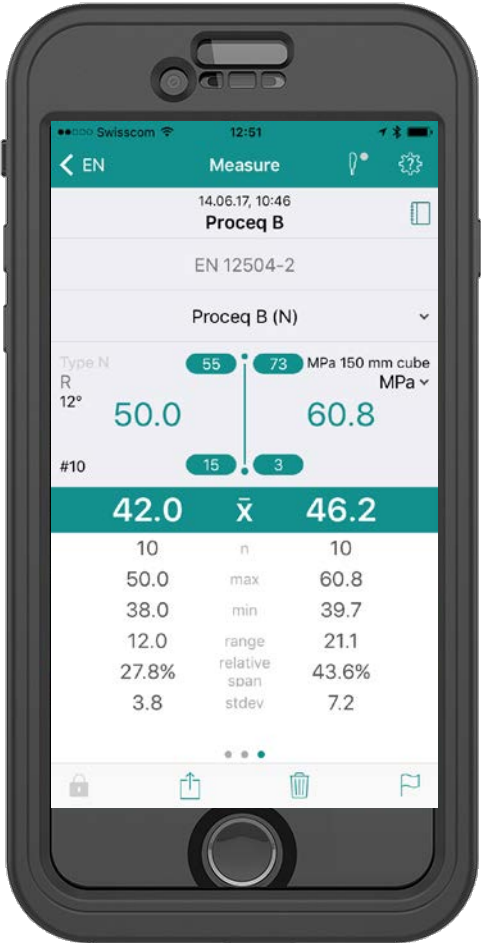 Swisscom 12:51
EN Measure ?
14.06.17, 10:46
Proceq B
EN 12504-2
Proceq B (N)
Type N 55 73 MPa 150 mm cube
R MPa
12° 50.0 60.8
#10 15 3
42.0 x̄ 46.2
10 n 10
50.0 max 60.8
38.0 min 39.7
12.0 range 21.1
27.8% relative span 43.6%
3.8 stdev 7.2